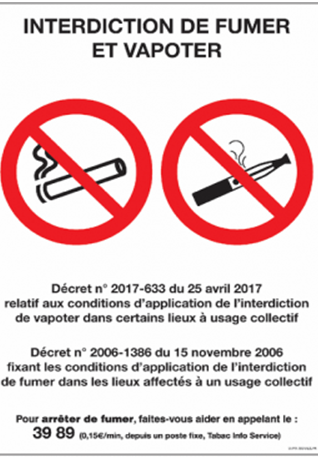 INTERDICTION DE FUMER
ET VAPOTER
Décret n° 2017-633 du 25 avril 2017
relatif aux conditions d'application de l'interdiction
de vapoter dans certains lieux à usage collectif
Décret n° 2006-1386 du 15 novembre 2006
fixant les conditions d'application de l'interdiction
de fumer dans les lieux affectés à un usage collectif
Pour arrêter de fumer, faites-vous aider en appelant le :
39 89 (0,15€/min, depuis un poste fixe, Tabac Info Service)